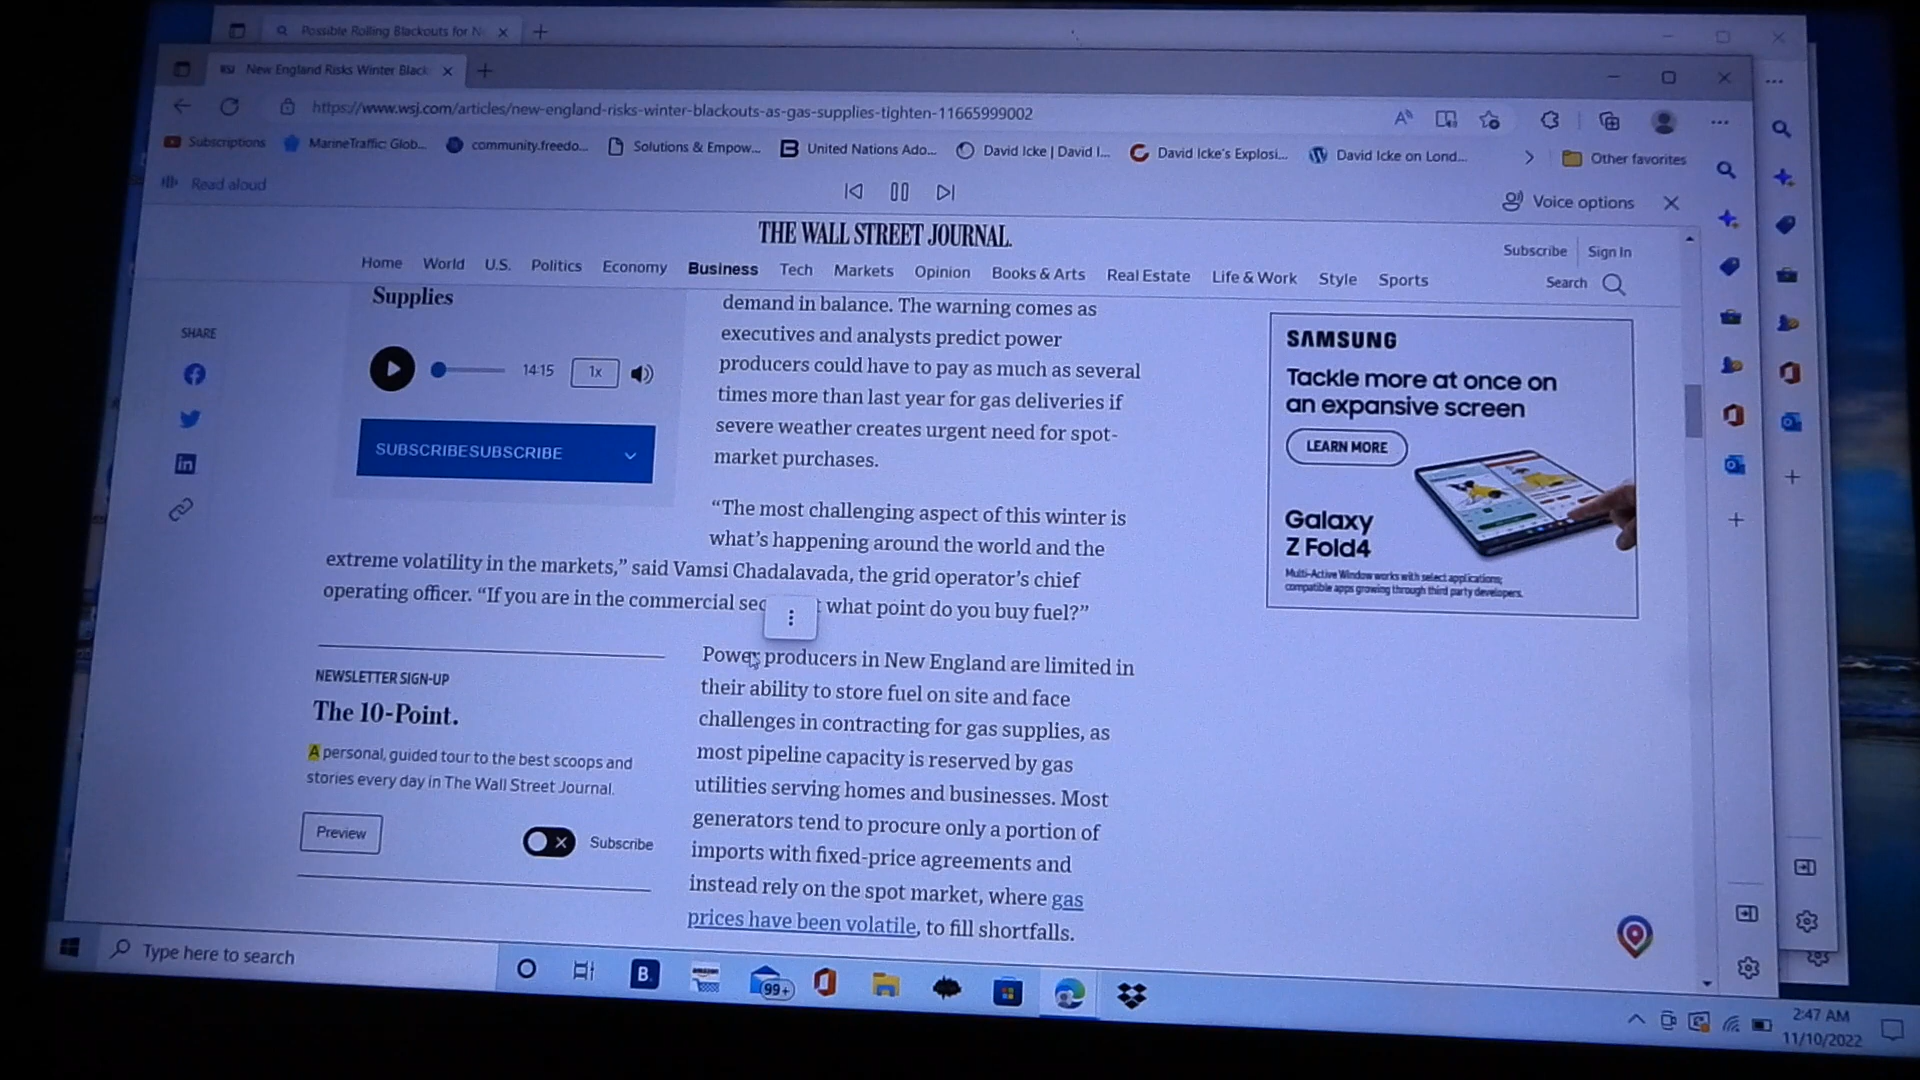 Possible Rolling Blackouts for N
New England Risks Winter Black
https://www.wsj.com/articles/new-england-risks-winter-blackouts-as-gas-supplies-tighten-11665999002
Subscriptions
MarineTraffic: Glob...
community.freedo...
Solutions & Empow...
United Nations Ado...
David Icke | David I...
David Icke's Explosi...
David Icke on Lond...
Other favorites
Read aloud
Voice options
THE WALL STREET JOURNAL.
Subscribe
Sign In
Home World U.S. Politics Economy Business Tech Markets Opinion Books & Arts Real Estate Life & Work Style Sports
Search
Supplies
SHARE
14:15
1x
SUBSCRIBESUBSCRIBE
demand in balance. The warning comes as
executives and analysts predict power
producers could have to pay as much as several
times more than last year for gas deliveries if
severe weather creates urgent need for spot-
market purchases.
“The most challenging aspect of this winter is
what’s happening around the world and the
extreme volatility in the markets,” said Vamsi Chadalavada, the grid operator’s chief
operating officer. “If you are in the commercial sec t what point do you buy fuel?”
NEWSLETTER SIGN-UP
The 10-Point.
A personal, guided tour to the best scoops and
stories every day in The Wall Street Journal.
Preview
Subscribe
Power producers in New England are limited in
their ability to store fuel on site and face
challenges in contracting for gas supplies, as
most pipeline capacity is reserved by gas
utilities serving homes and businesses. Most
generators tend to procure only a portion of
imports with fixed-price agreements and
instead rely on the spot market, where gas
prices have been volatile, to fill shortfalls.
SAMSUNG
Tackle more at once on
an expansive screen
LEARN MORE
Galaxy
Z Fold4
Multi-Active Window works with select applications;
compatible apps growing through third party developers.
Type here to search
B.
amazon
99+
2:47 AM
11/10/2022